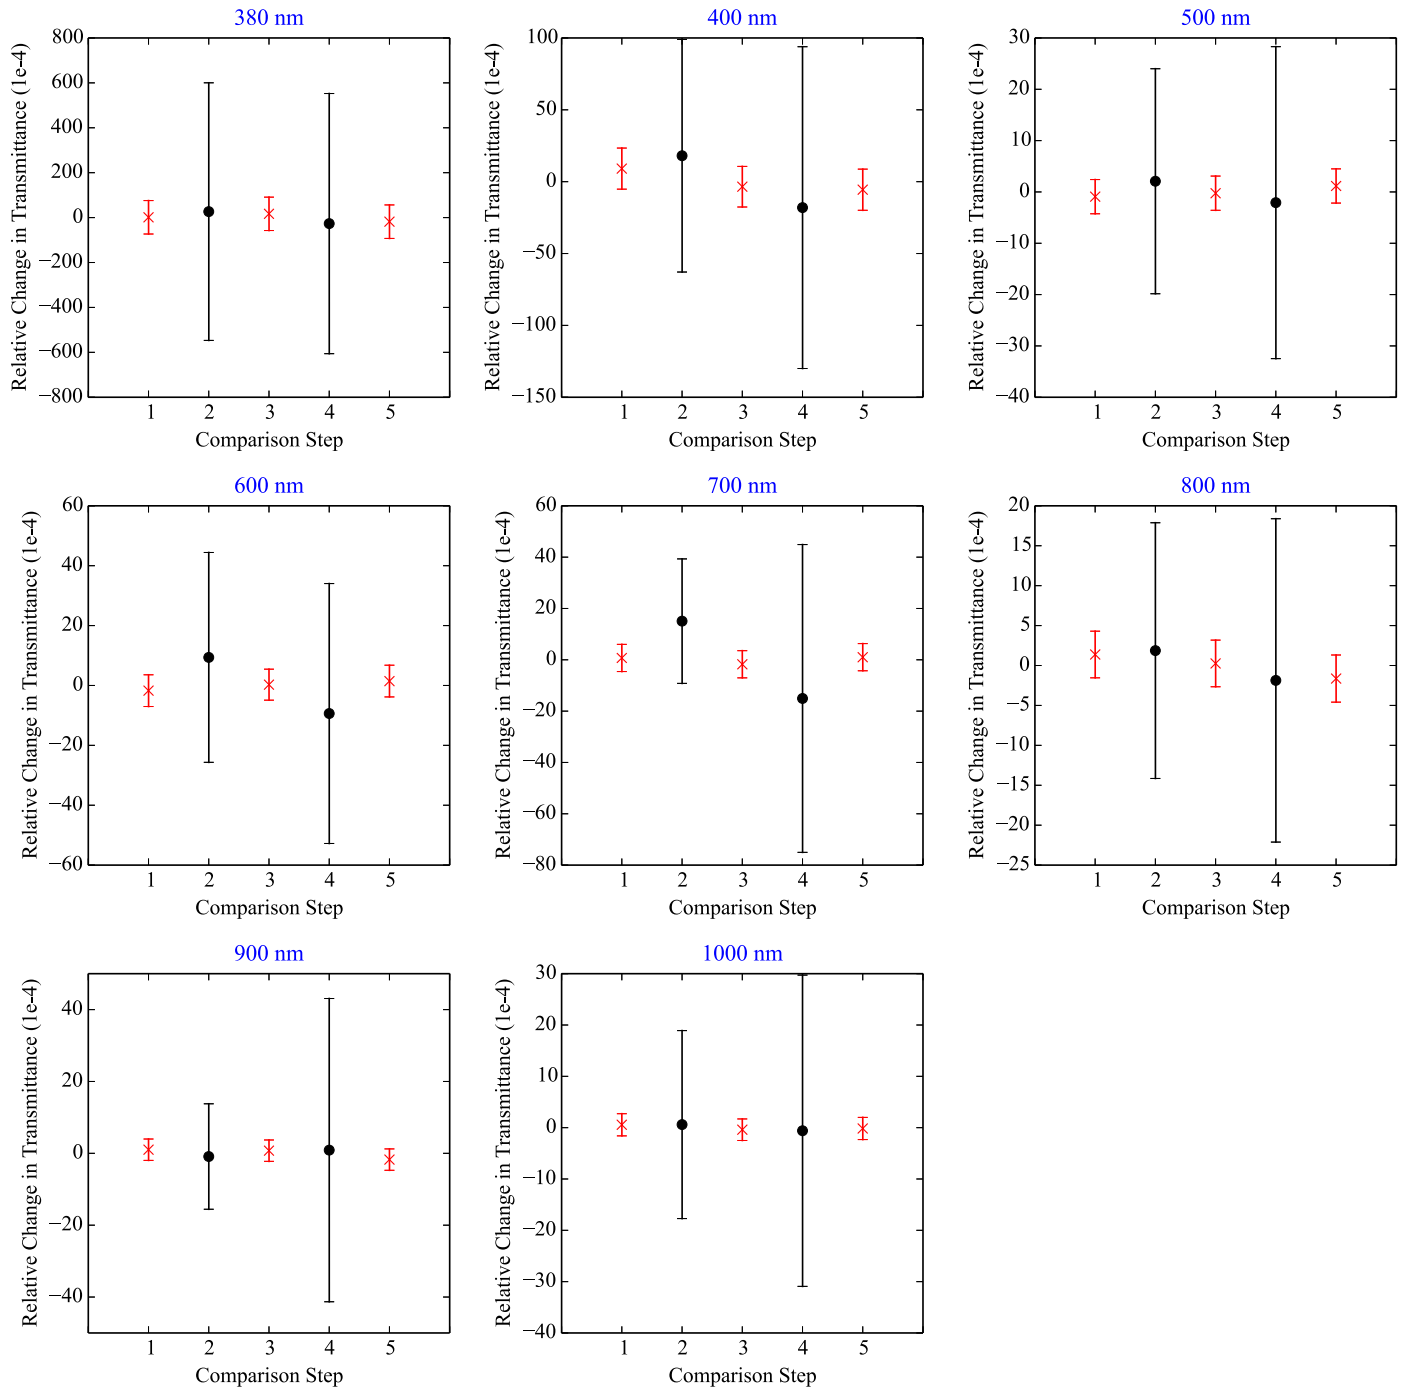 380 nm
Relative Change in Transmittance (1e-4)
800
600
400
200
0
−200
−400
−600
−800
1 2 3 4 5
Comparison Step
400 nm
Relative Change in Transmittance (1e-4)
100
50
0
−50
−100
−150
1 2 3 4 5
Comparison Step
500 nm
Relative Change in Transmittance (1e-4)
30
20
10
0
−10
−20
−30
−40
1 2 3 4 5
Comparison Step
600 nm
Relative Change in Transmittance (1e-4)
60
40
20
0
−20
−40
−60
1 2 3 4 5
Comparison Step
700 nm
Relative Change in Transmittance (1e-4)
60
40
20
0
−20
−40
−60
−80
1 2 3 4 5
Comparison Step
800 nm
Relative Change in Transmittance (1e-4)
20
15
10
5
0
−5
−10
−15
−20
−25
1 2 3 4 5
Comparison Step
900 nm
Relative Change in Transmittance (1e-4)
40
20
0
−20
−40
1 2 3 4 5
Comparison Step
1000 nm
Relative Change in Transmittance (1e-4)
30
20
10
0
−10
−20
−30
−40
1 2 3 4 5
Comparison Step